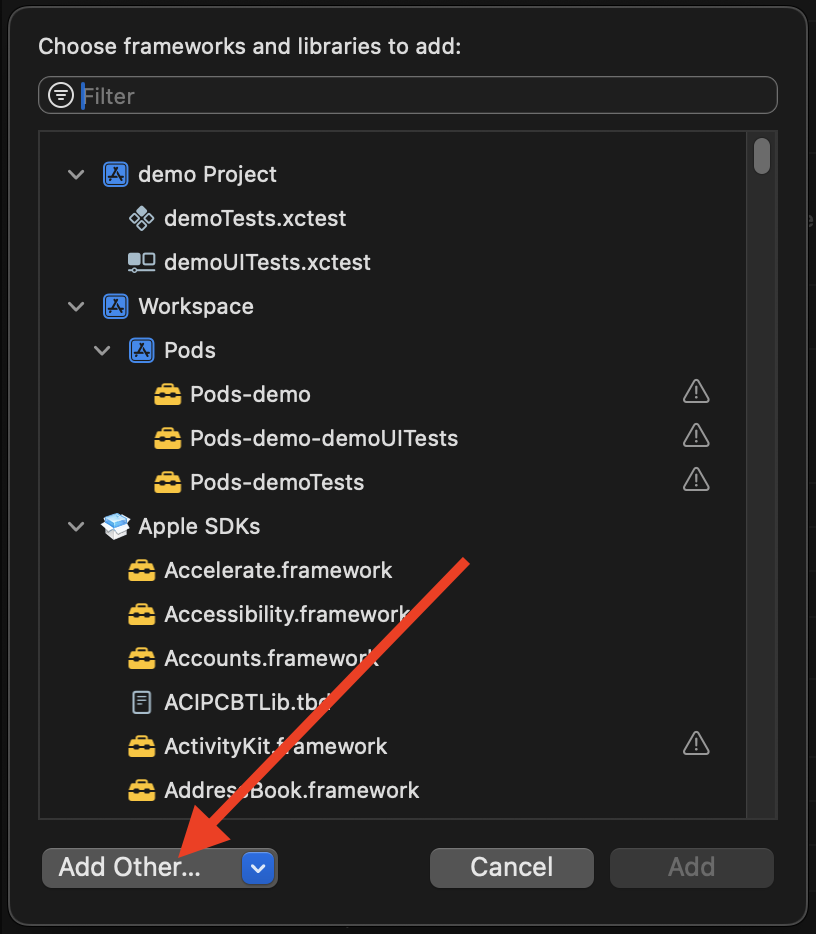 Choose frameworks and libraries to add:
Filter
demo Project
demoTests.xctest
demoUITests.xctest
Workspace
Pods
Pods-demo
Pods-demo-demoUITests
Pods-demoTests
Apple SDKs
Accelerate.framework
Accessibility.framework
Accounts.framework
ACIPCBTLib.tbd
ActivityKit.framework
AddressBook.framework
Add Other...
Cancel
Add